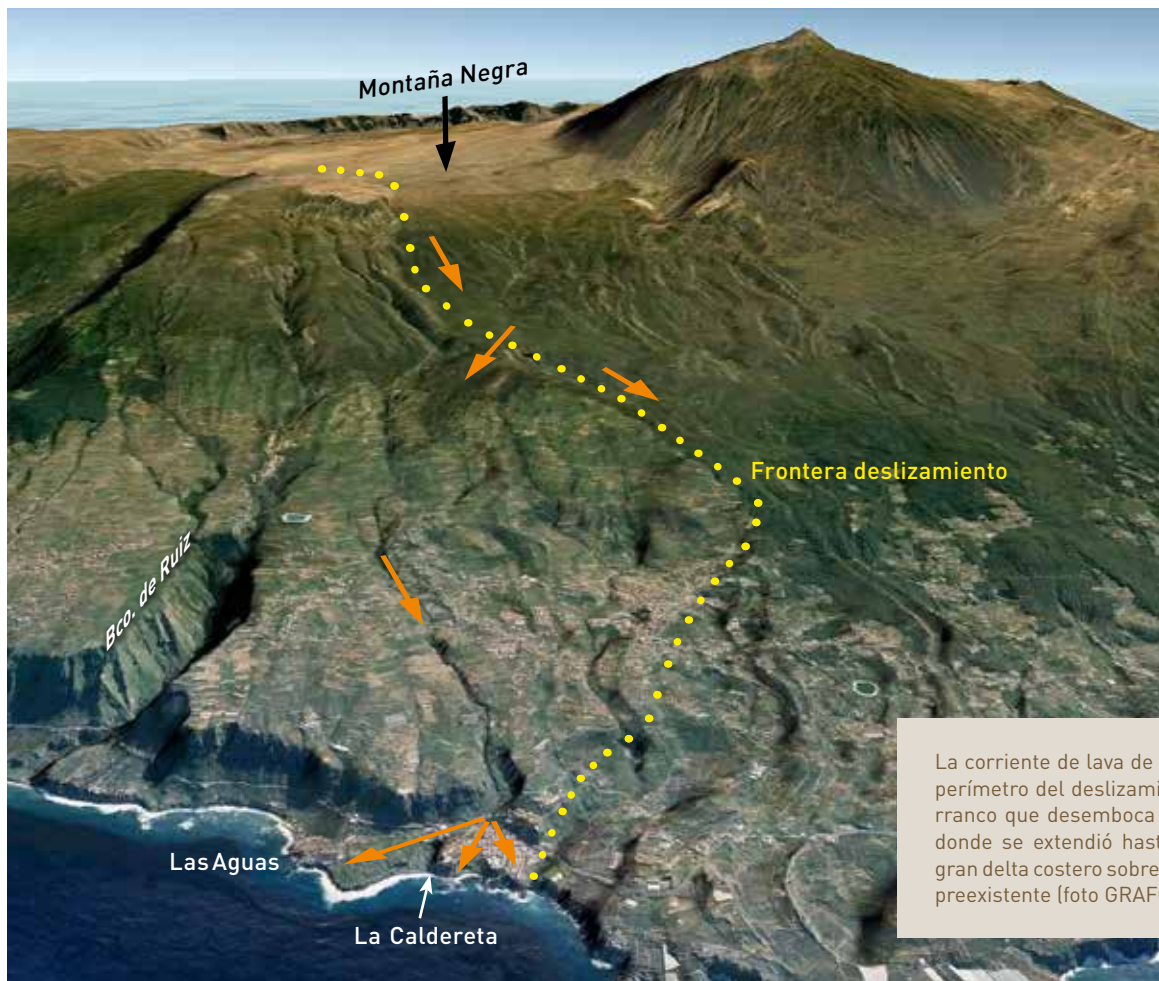 Montaña Negra
Frontera deslizamiento
Bco. de Ruiz
La corriente de lava de
perímetro del deslizami
rranco que desemboca
donde se extendió hast
gran delta costero sobre
preexistente (foto GRAF
Las Aguas
La Caldereta